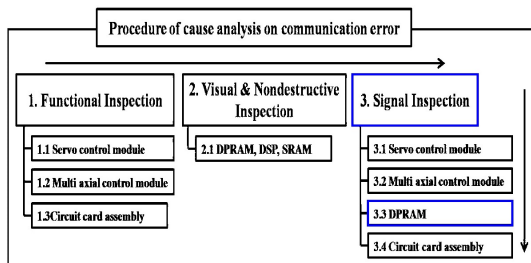 Procedure of cause analysis on communication error
1. Functional Inspection
1.1 Servo control module
1.2 Multi axial control module
1.3Circuit card assembly
2. Visual & Nondestructive
Inspection
2.1 DPRAM, DSP, SRAM
3. Signal Inspection
3.1 Servo control module
3.2 Multi axial control module
3.3 DPRAM
3.4 Circuit card assembly